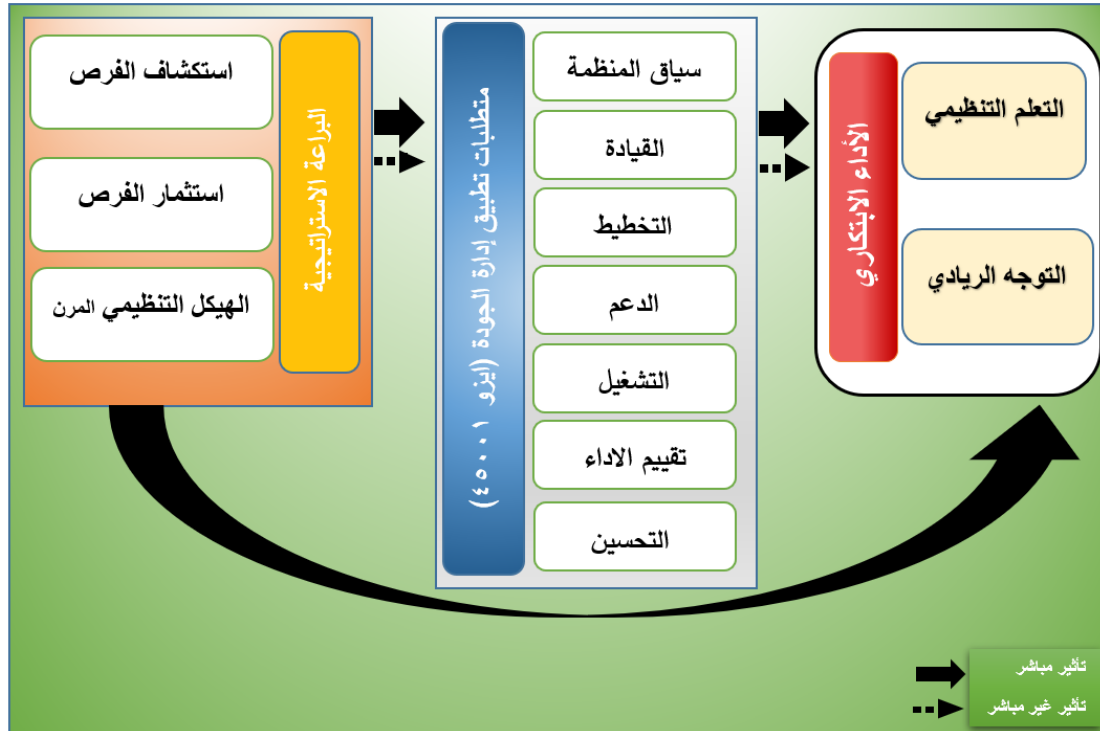 استكشاف الفرص
استثمار الفرص
الهيكل التنظيمي المرن
البراعة الاستراتيجية
متطلبات تطبيق إدارة الجودة (ايزو ٤٥٠٠١)
سياق المنظمة
القيادة
التخطيط
الدعم
التشغيل
تقييم الاداء
التحسين
الأداء الابتكاري
التعلم التنظيمي
التوجه الريادي
تأثير مباشر
تأثير غير مباشر